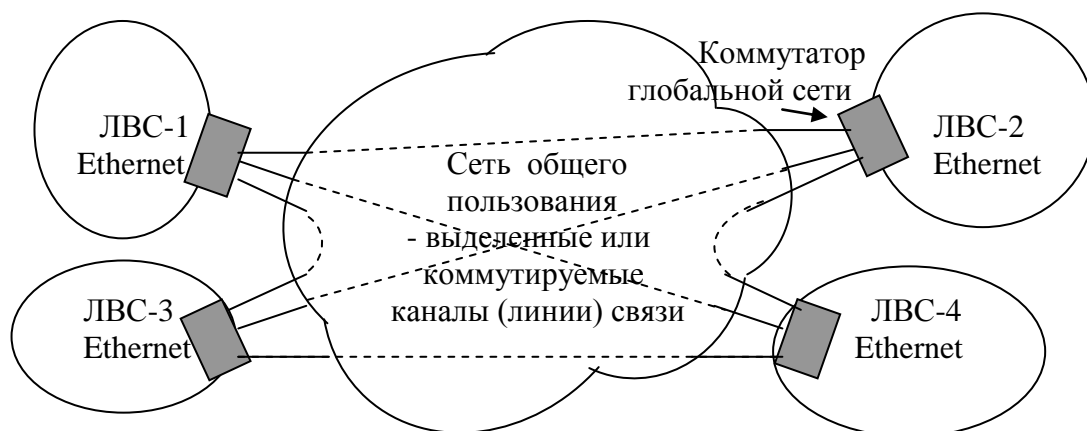 Коммутатор
глобальной сети
ЛВС-1
Ethernet
ЛВС-2
Ethernet
Сеть общего
пользования
- выделенные или
коммутируемые
каналы (линии) связи
ЛВС-3
Ethernet
ЛВС-4
Ethernet